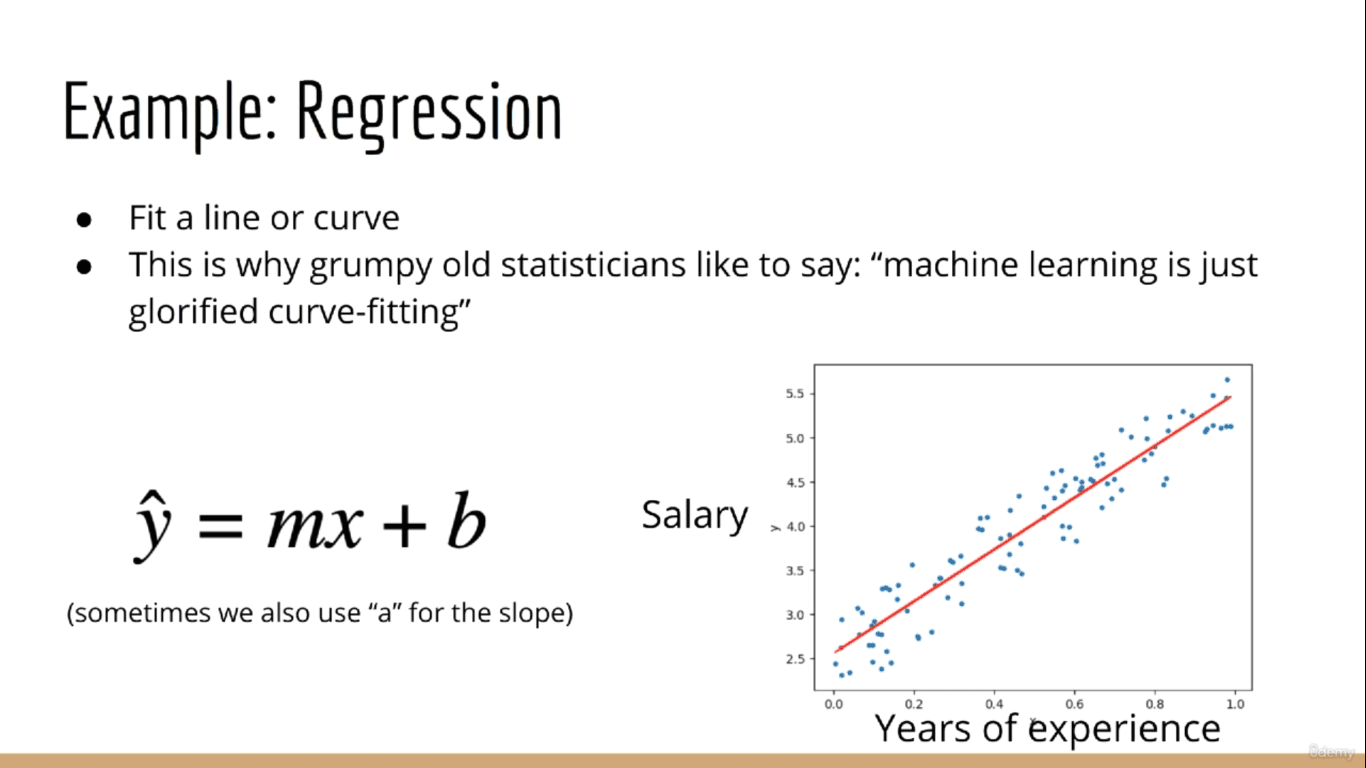 Example: Regression
● Fit a line or curve
● This is why grumpy old statisticians like to say: “machine learning is just
glorified curve-fitting”
ŷ = mx + b
(sometimes we also use “a” for the slope)
Salary
y
5.5
5.0
4.5
4.0
3.5
3.0
2.5
0.0 0.2 0.4 0.6 0.8 1.0
x
Years of experience
ûdemy